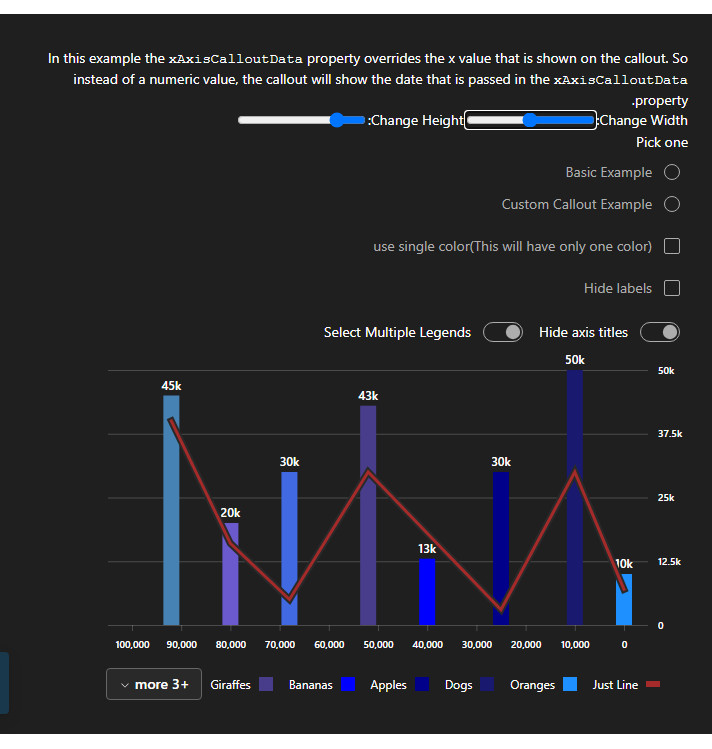 In this example the xAxisCalloutData property overrides the x value that is shown on the callout. So
instead of a numeric value, the callout will show the date that is passed in the xAxisCalloutData
.property
:Change Width
:Change Height
Pick one
Basic Example
Custom Callout Example
use single color(This will have only one color)
Hide labels
Hide axis titles
Select Multiple Legends
50k
50k
45k
43k
37.5k
30k
30k
25k
20k
13k
12.5k
10k
0
100,000 90,000 80,000 70,000 60,000 50,000 40,000 30,000 20,000 10,000 0
Just Line
Oranges
Dogs
Apples
Bananas
Giraffes
more 3+